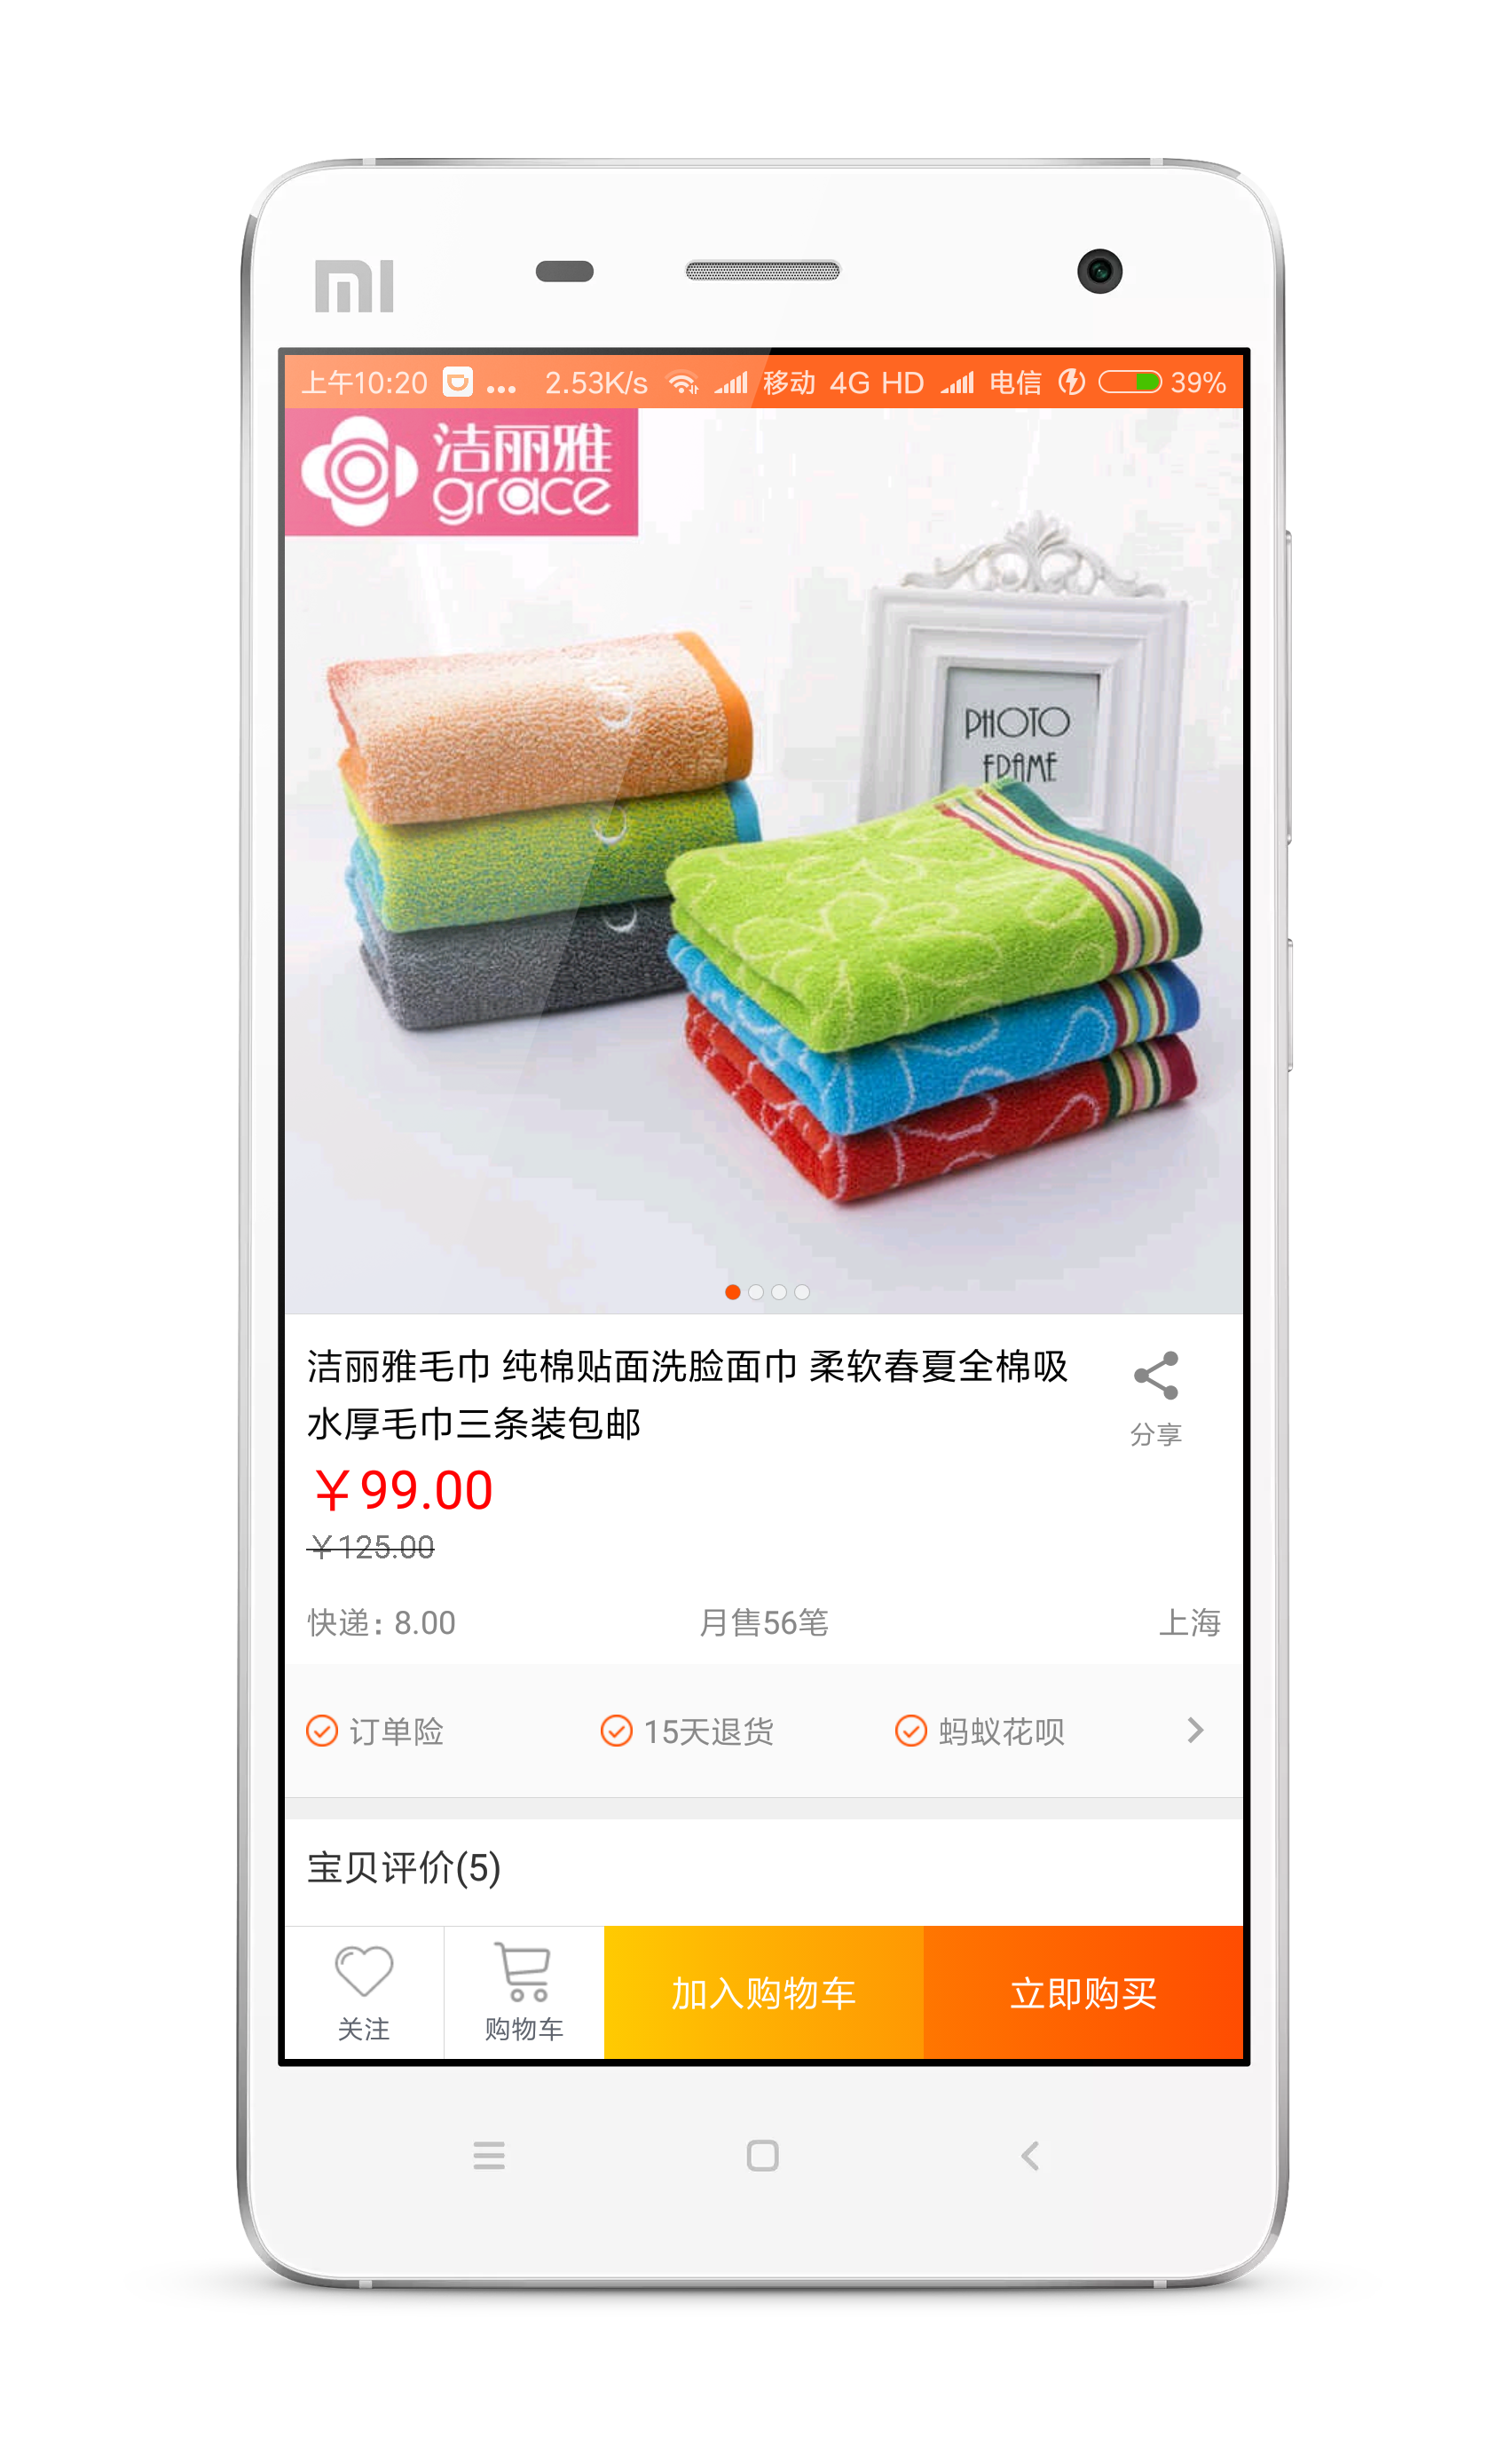 mi
上午10:20 ... 2.53K/s 移动 4G HD 电信 39%
洁丽雅
grace
PHOTO
FRAME
洁丽雅毛巾 纯棉贴面洗脸面巾 柔软春夏全棉吸
水厚毛巾三条装包邮
分享
￥99.00
￥125.00
快递: 8.00 月售56笔 上海
订单险 15天退货 蚂蚁花呗
宝贝评价(5)
关注 购物车 加入购物车 立即购买